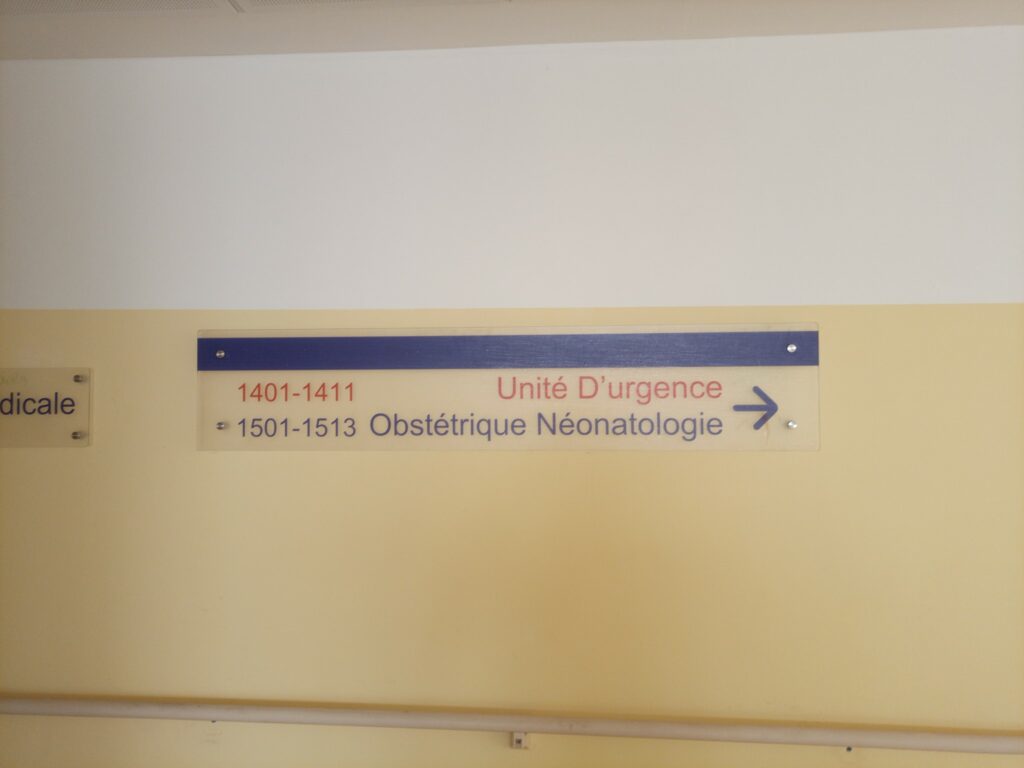 dicale
1401-1411 Unité D'urgence
1501-1513 Obstétrique Néonatologie